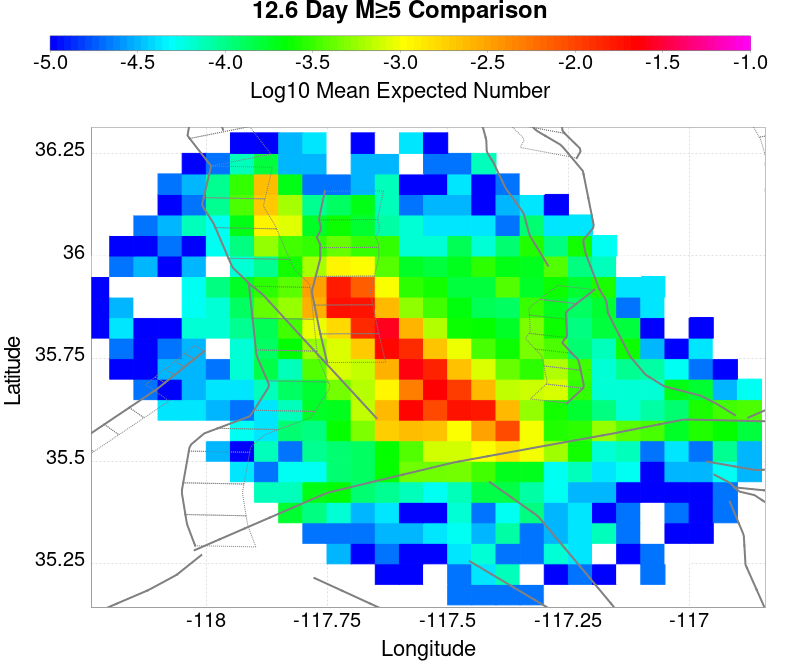 12.6 Day M≥5 Comparison
-5.0 -4.5 -4.0 -3.5 -3.0 -2.5 -2.0 -1.5 -1.0
Log10 Mean Expected Number
36.25
36
35.75
35.5
35.25
Latitude
-118 -117.75 -117.5 -117.25 -117
Longitude